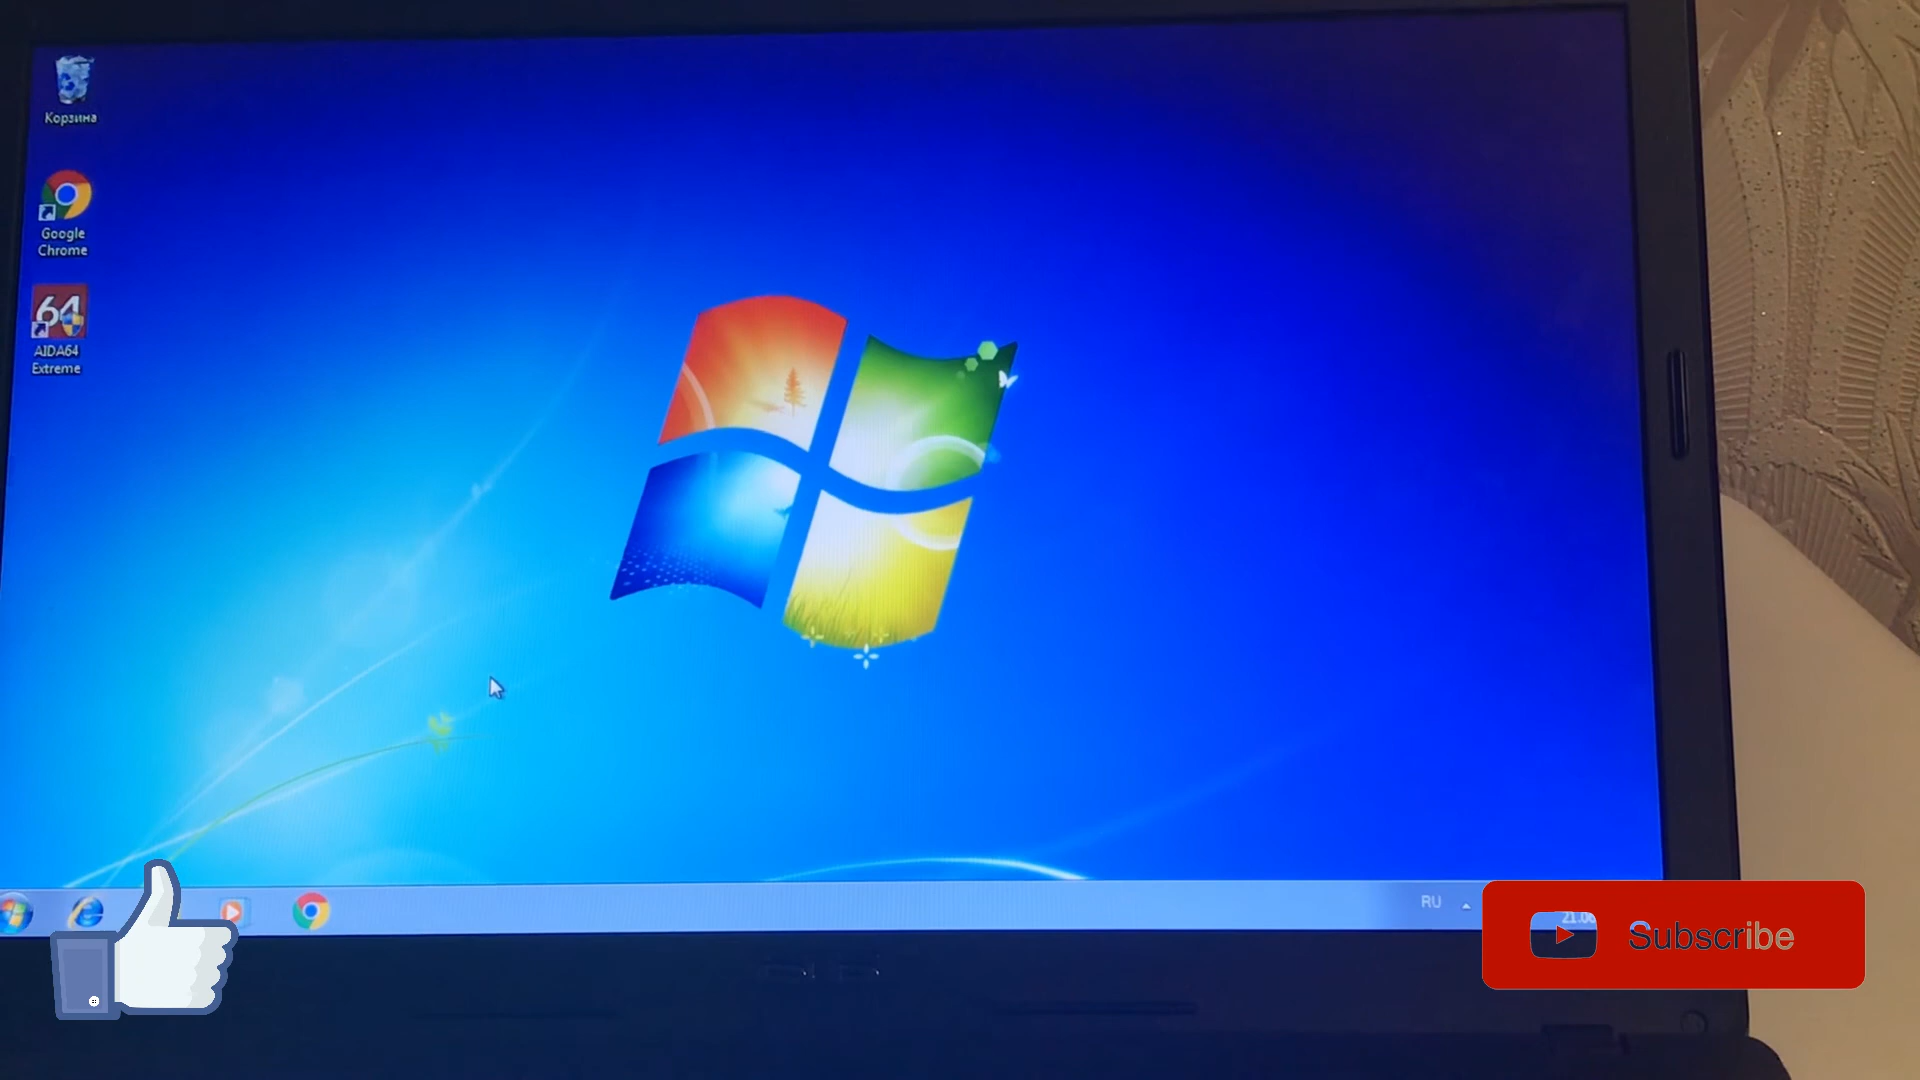 Корзина
Google
Chrome
64
AIDA64
Extreme
RU
Subscribe